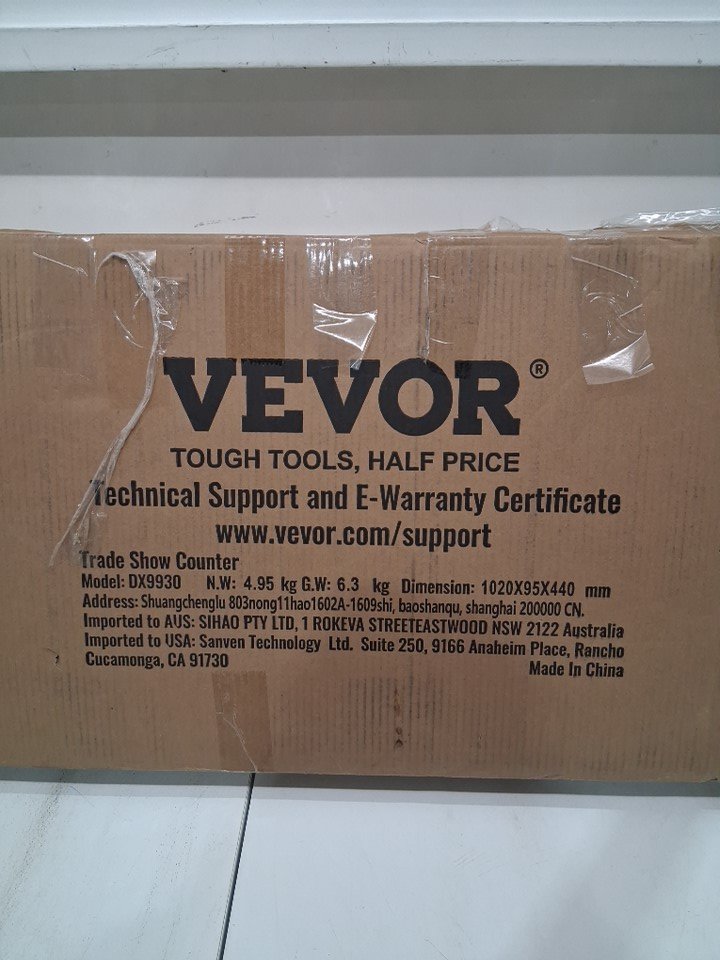 VEVOR®
TOUGH TOOLS, HALF PRICE
Technical Support and E-Warranty Certificate
www.vevor.com/support
Trade Show Counter
Model: DX9930 N.W: 4.95 kg G.W: 6.3 kg Dimension: 1020X95X440 mm
Address: Shuangchenglu 803nong11hao1602A-1609shi, baoshanqu, shanghai 200000 CN.
Imported to AUS: SIHAO PTY LTD, 1 ROKEVA STREETEASTWOOD NSW 2122 Australia
Imported to USA: Sanven Technology Ltd. Suite 250, 9166 Anaheim Place, Rancho
Cucamonga, CA 91730
Made In China